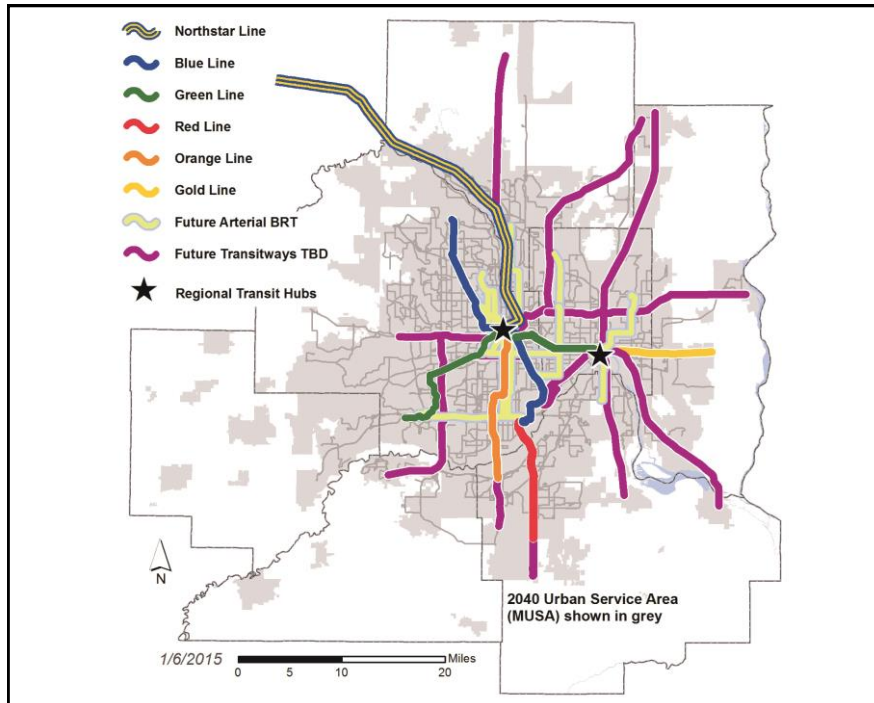 Northstar Line
Blue Line
Green Line
Red Line
Orange Line
Gold Line
Future Arterial BRT
Future Transitways TBD
Regional Transit Hubs
N
2040 Urban Service Area
(MUSA) shown in grey
1/6/2015
Miles
0 5 10 20